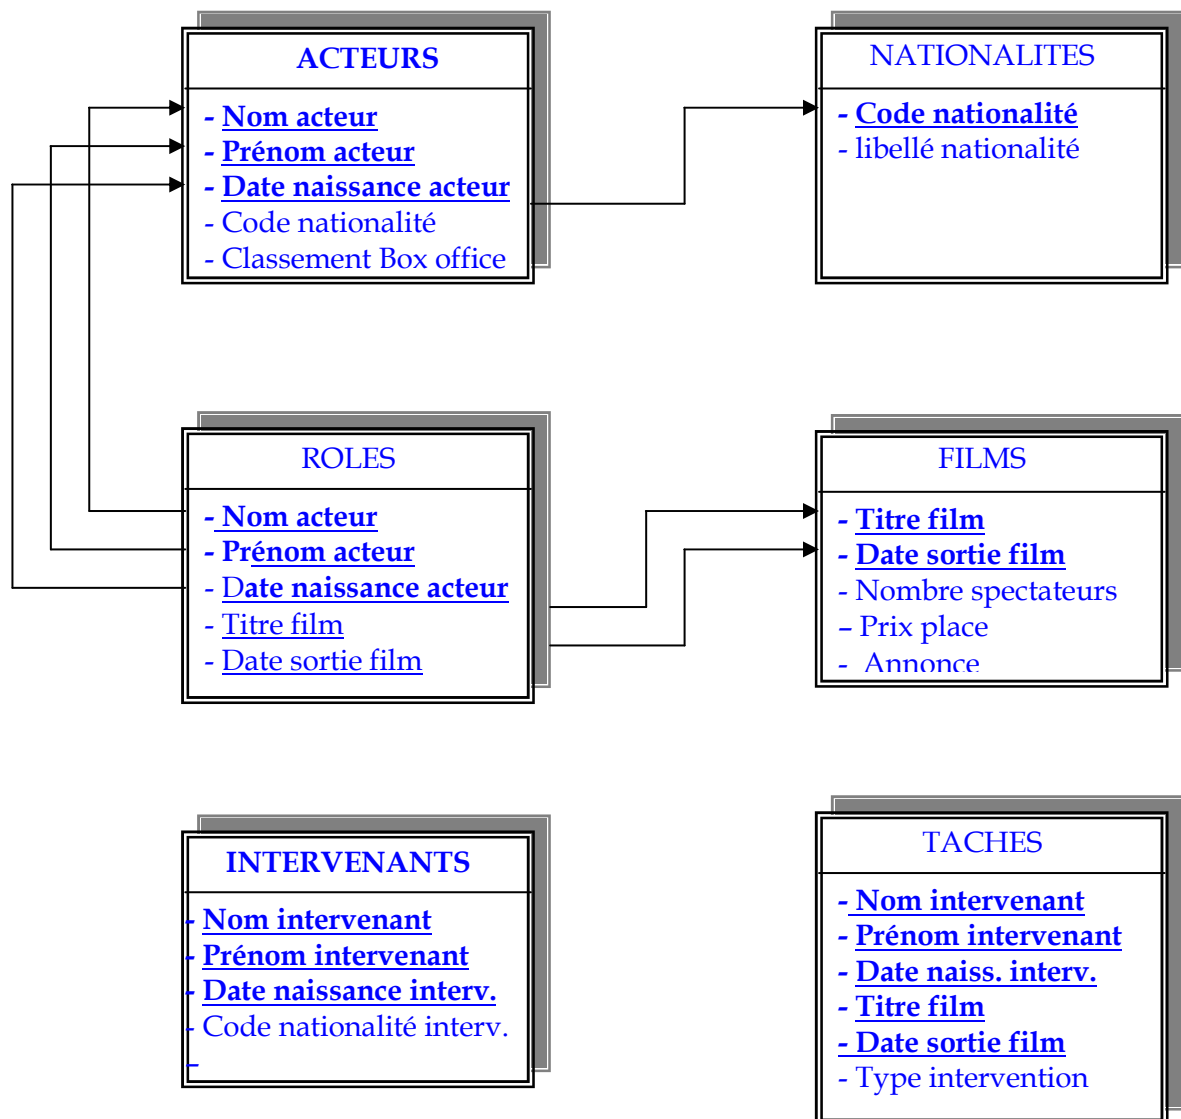 ACTEURS
- Nom acteur
- Prénom acteur
- Date naissance acteur
- Code nationalité
- Classement Box office
NATIONALITES
- Code nationalité
- libellé nationalité
ROLES
- Nom acteur
- Prénom acteur
- Date naissance acteur
- Titre film
- Date sortie film
FILMS
- Titre film
- Date sortie film
- Nombre spectateurs
– Prix place
- Annonce
INTERVENANTS
- Nom intervenant
- Prénom intervenant
- Date naissance interv.
- Code nationalité interv.
–
TACHES
- Nom intervenant
- Prénom intervenant
- Date naiss. interv.
- Titre film
- Date sortie film
- Type intervention